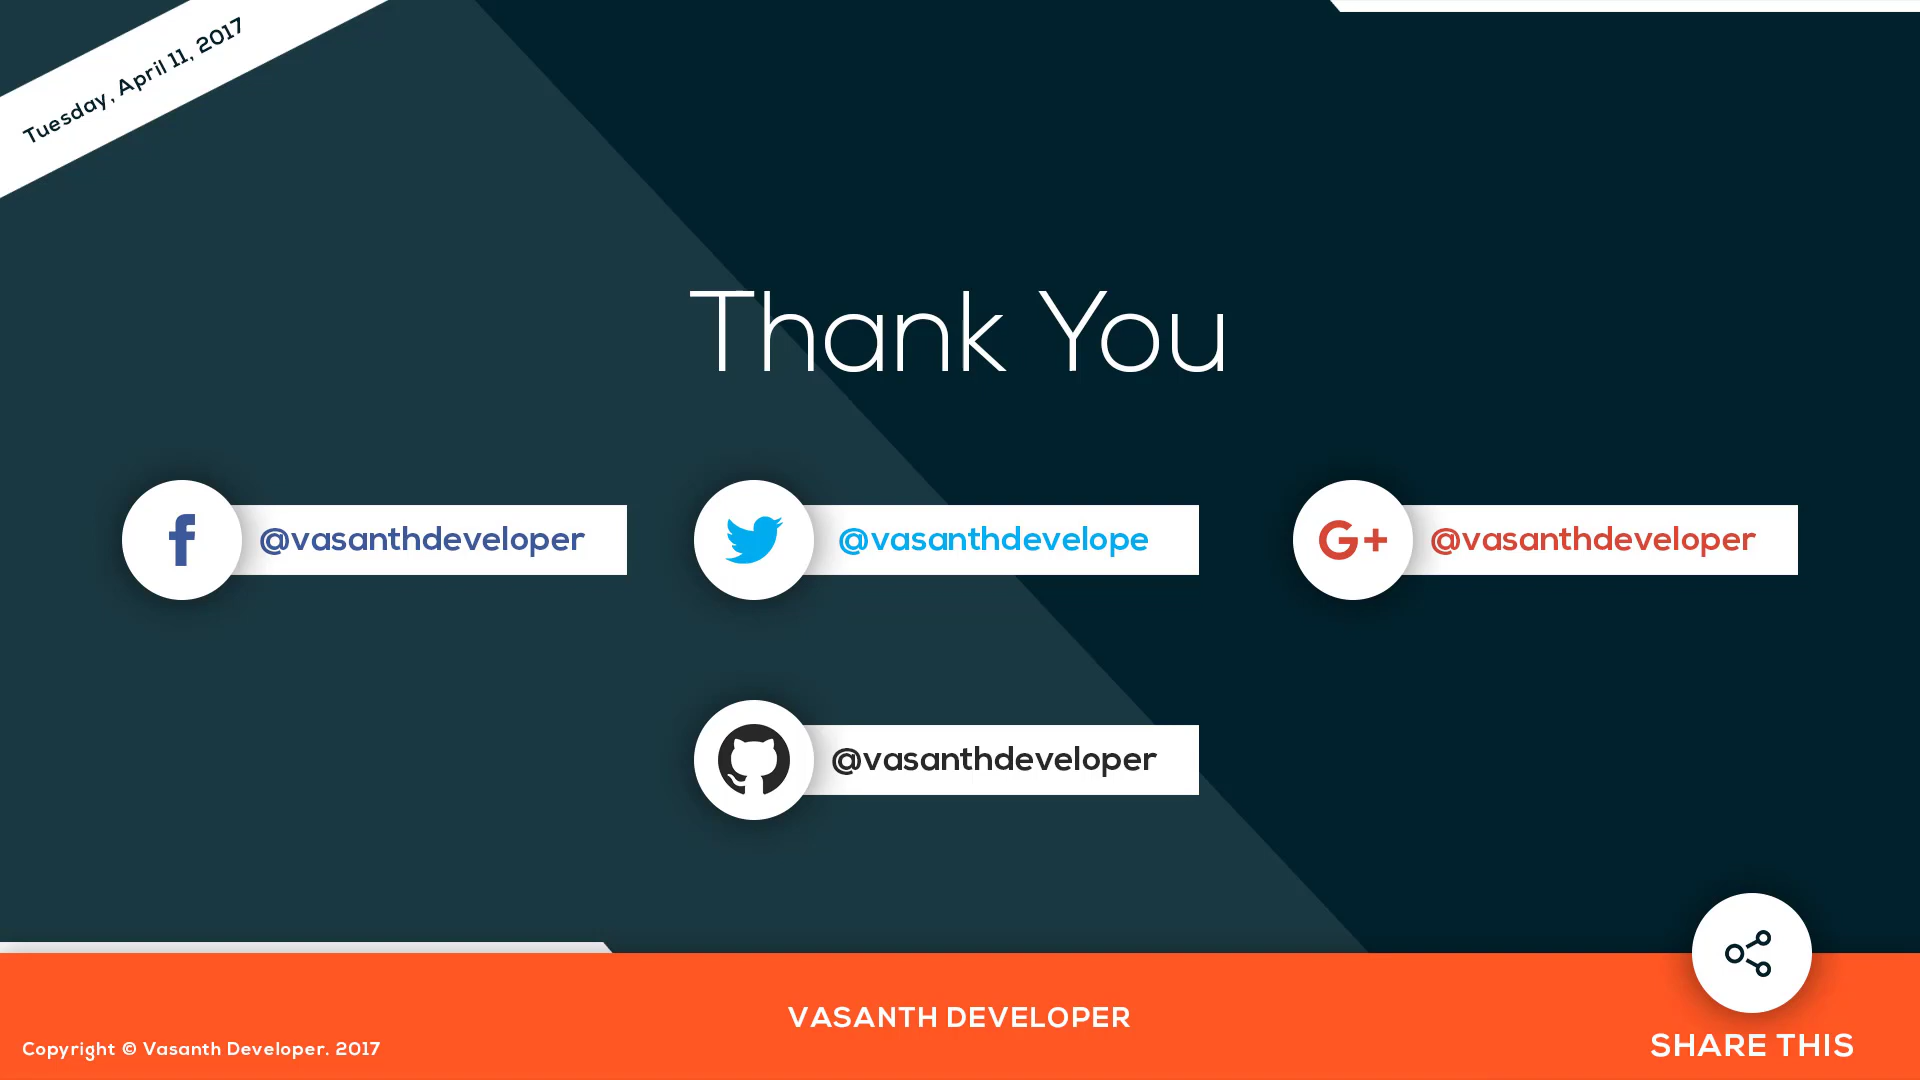 Tuesday, April 11, 2017
Thank You
@vasanthdeveloper
@vasanthdevelope
@vasanthdeveloper
@vasanthdeveloper
VASANTH DEVELOPER
Copyright © Vasanth Developer. 2017
SHARE THIS